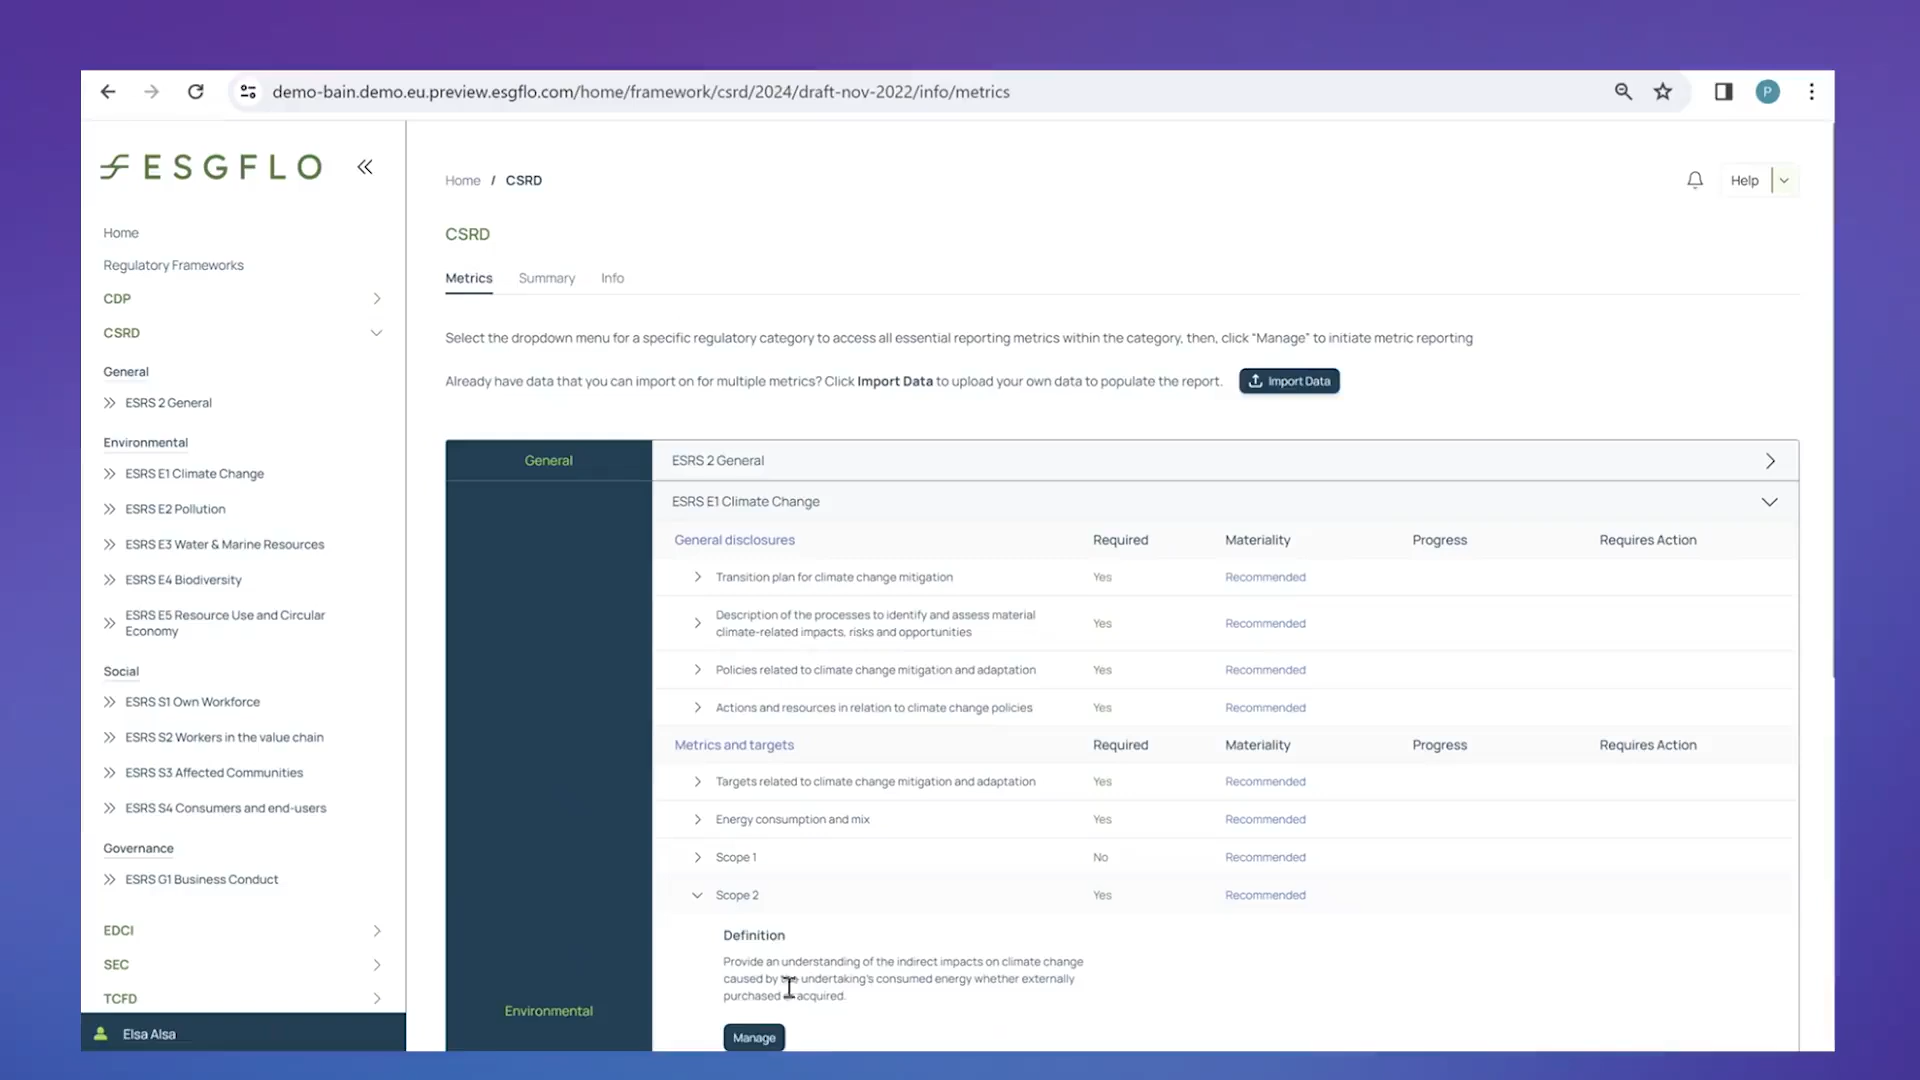 demo-bain.demo.eu.preview.esgflo.com/home/framework/csrd/2024/draft-nov-2022/info/metrics
P
ESGFLO
Home
Regulatory Frameworks
CDP
CSRD
General
ESRS 2 General
Environmental
ESRS E1 Climate Change
ESRS E2 Pollution
ESRS E3 Water & Marine Resources
ESRS E4 Biodiversity
ESRS E5 Resource Use and Circular
Economy
Social
ESRS S1 Own Workforce
ESRS S2 Workers in the value chain
ESRS S3 Affected Communities
ESRS S4 Consumers and end-users
Governance
ESRS G1 Business Conduct
EDCI
SEC
TCFD
Elsa Alsa
Home / CSRD
Help
CSRD
Metrics Summary Info
Select the dropdown menu for a specific regulatory category to access all essential reporting metrics within the category, then, click "Manage" to initiate metric reporting
Already have data that you can import on for multiple metrics? Click Import Data to upload your own data to populate the report. Import Data
General
ESRS 2 General
ESRS E1 Climate Change
General disclosures Required Materiality Progress Requires Action
Transition plan for climate change mitigation Yes Recommended
Description of the processes to identify and assess material
climate-related impacts, risks and opportunities Yes Recommended
Policies related to climate change mitigation and adaptation Yes Recommended
Actions and resources in relation to climate change policies Yes Recommended
Metrics and targets Required Materiality Progress Requires Action
Targets related to climate change mitigation and adaptation Yes Recommended
Energy consumption and mix Yes Recommended
Scope 1 No Recommended
Scope 2 Yes Recommended
Definition
Provide an understanding of the indirect impacts on climate change
caused by the undertaking's consumed energy whether externally
purchased acquired.
Environmental
Manage